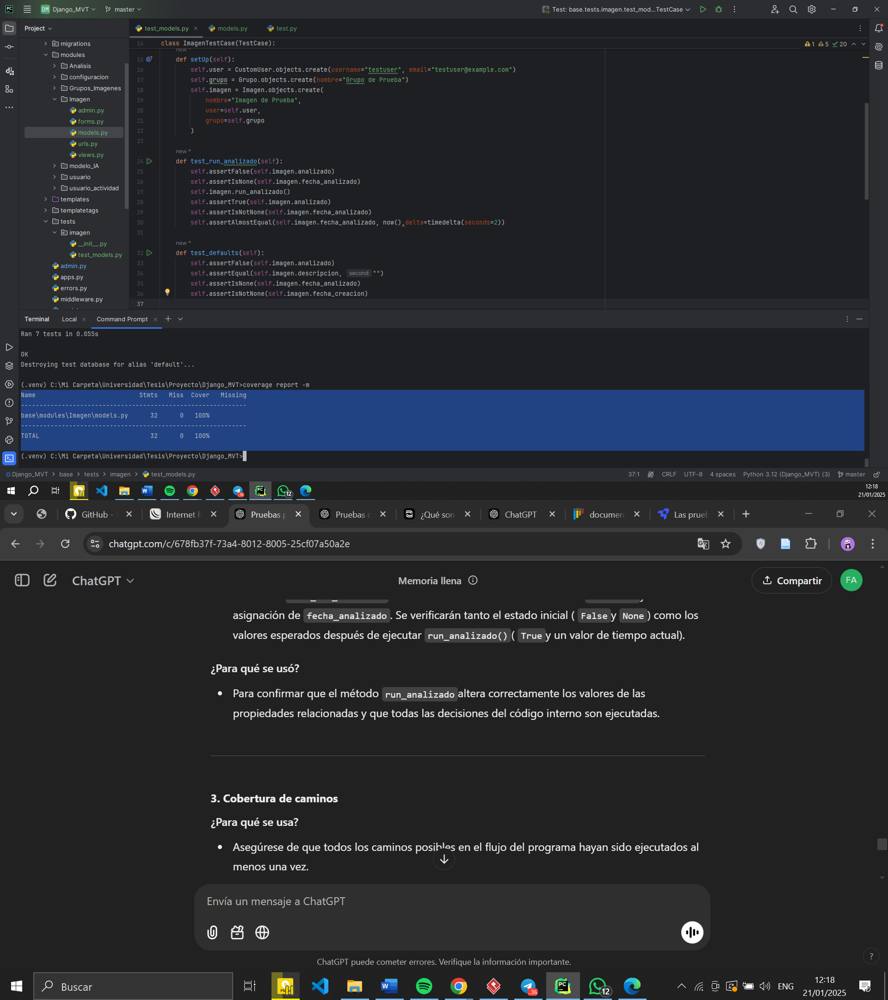 DM Django_MVT
master
Test: base.tests.imagen.test_mod...TestCase
Project
test_models.py
models.py
test.py
migrations
modules
Analisis
configuracion
Grupos_Imagenes
Imagen
admin.py
forms.py
models.py
urls.py
views.py
modelo_IA
usuario
usuario_actividad
templates
templatetags
tests
imagen
__init__.py
test_models.py
admin.py
apps.py
errors.py
middleware.py
14 class ImagenTestCase(TestCase):
1 5 20
new *
15 def setUp(self):
16 self.user = CustomUser.objects.create(username="testuser", email="testuser@example.com")
17 self.grupo = Grupo.objects.create(nombre="Grupo de Prueba")
18 self.imagen = Imagen.objects.create(
19 nombre="Imagen de Prueba",
20 user=self.user,
21 grupo=self.grupo
22 )
23
new *
24 def test_run_analizado(self):
25 self.assertFalse(self.imagen.analizado)
26 self.assertIsNone(self.imagen.fecha_analizado)
27 self.imagen.run_analizado()
28 self.assertTrue(self.imagen.analizado)
29 self.assertIsNotNone(self.imagen.fecha_analizado)
30 self.assertAlmostEqual(self.imagen.fecha_analizado, now(),delta=timedelta(seconds=2))
31
new *
32 def test_defaults(self):
33 self.assertFalse(self.imagen.analizado)
34 self.assertEqual(self.imagen.descripcion, second: "")
35 self.assertIsNone(self.imagen.fecha_analizado)
36 self.assertIsNotNone(self.imagen.fecha_creacion)
37
Terminal Local Command Prompt
Ran 7 tests in 0.055s
OK
Destroying test database for alias 'default'...
(.venv) C:\Mi Carpeta\Universidad\Tesis\Proyecto\Django_MVT>coverage report -m
Name Stmts Miss Cover Missing
-------------------------------------------------------------
base\modules\Imagen\models.py 32 0 100%
-------------------------------------------------------------
TOTAL 32 0 100%
(.venv) C:\Mi Carpeta\Universidad\Tesis\Proyecto\Django_MVT>
Django_MVT > base > tests > imagen > test_models.py
37:1 CRLF UTF-8 4 spaces Python 3.12 (Django_MVT) (3) master
36
PC
12
12:18
21/01/2025
GitHub -
Internet h
Pruebas p
Pruebas c
¿Qué son
ChatGPT
document
Las prueb
chatgpt.com/c/678fb37f-73a4-8012-8005-25cf07a50a2e
ChatGPT
Memoria llena
Compartir
FA
asignación de fecha_analizado. Se verificarán tanto el estado inicial ( False y None ) como los
valores esperados después de ejecutar run_analizado() ( True y un valor de tiempo actual).
¿Para qué se usó?
Para confirmar que el método run_analizado altera correctamente los valores de las
propiedades relacionadas y que todas las decisiones del código interno son ejecutadas.
3. Cobertura de caminos
¿Para qué se usa?
Asegúrese de que todos los caminos posibles en el flujo del programa hayan sido ejecutados al
menos una vez.
Envía un mensaje a ChatGPT
ChatGPT puede cometer errores. Verifique la información importante.
?
Buscar
36
PC
12
ENG
12:18
21/01/2025